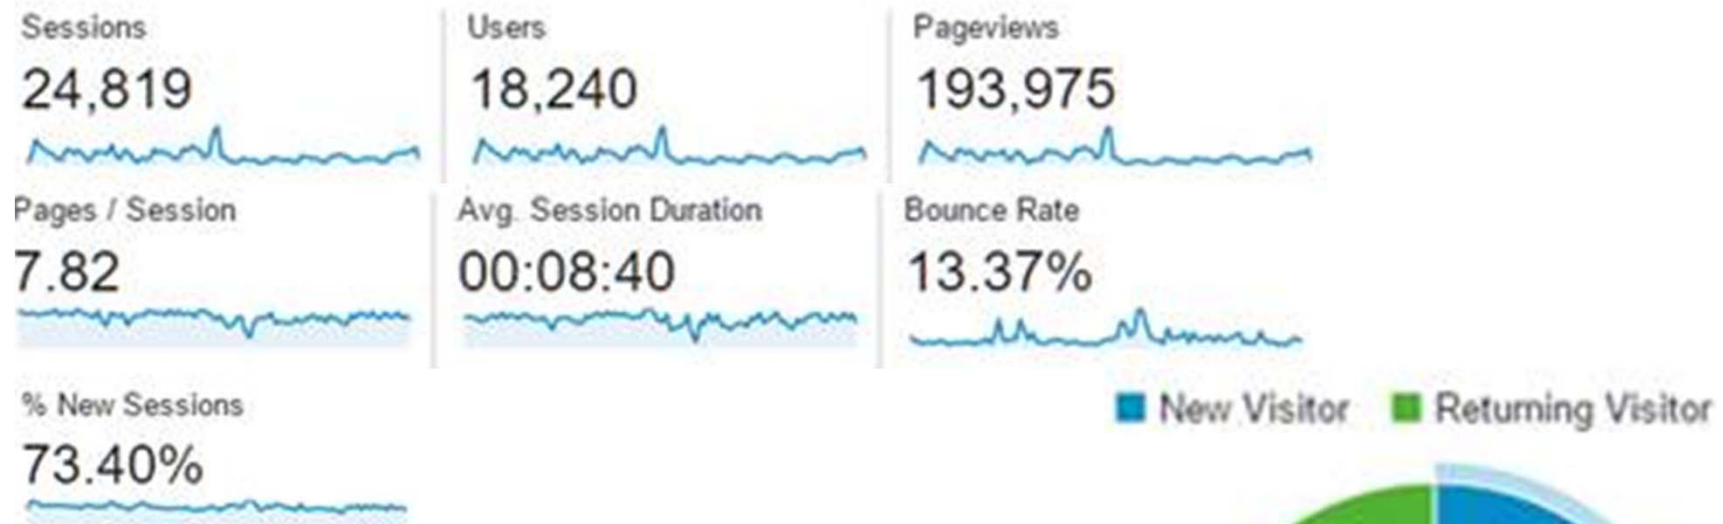 Sessions Users Pageviews
24,819 18,240 193,975
Pages / Session Avg. Session Duration Bounce Rate
7.82 00:08:40 13.37%
% New Sessions
New Visitor Returning Visitor
73.40%